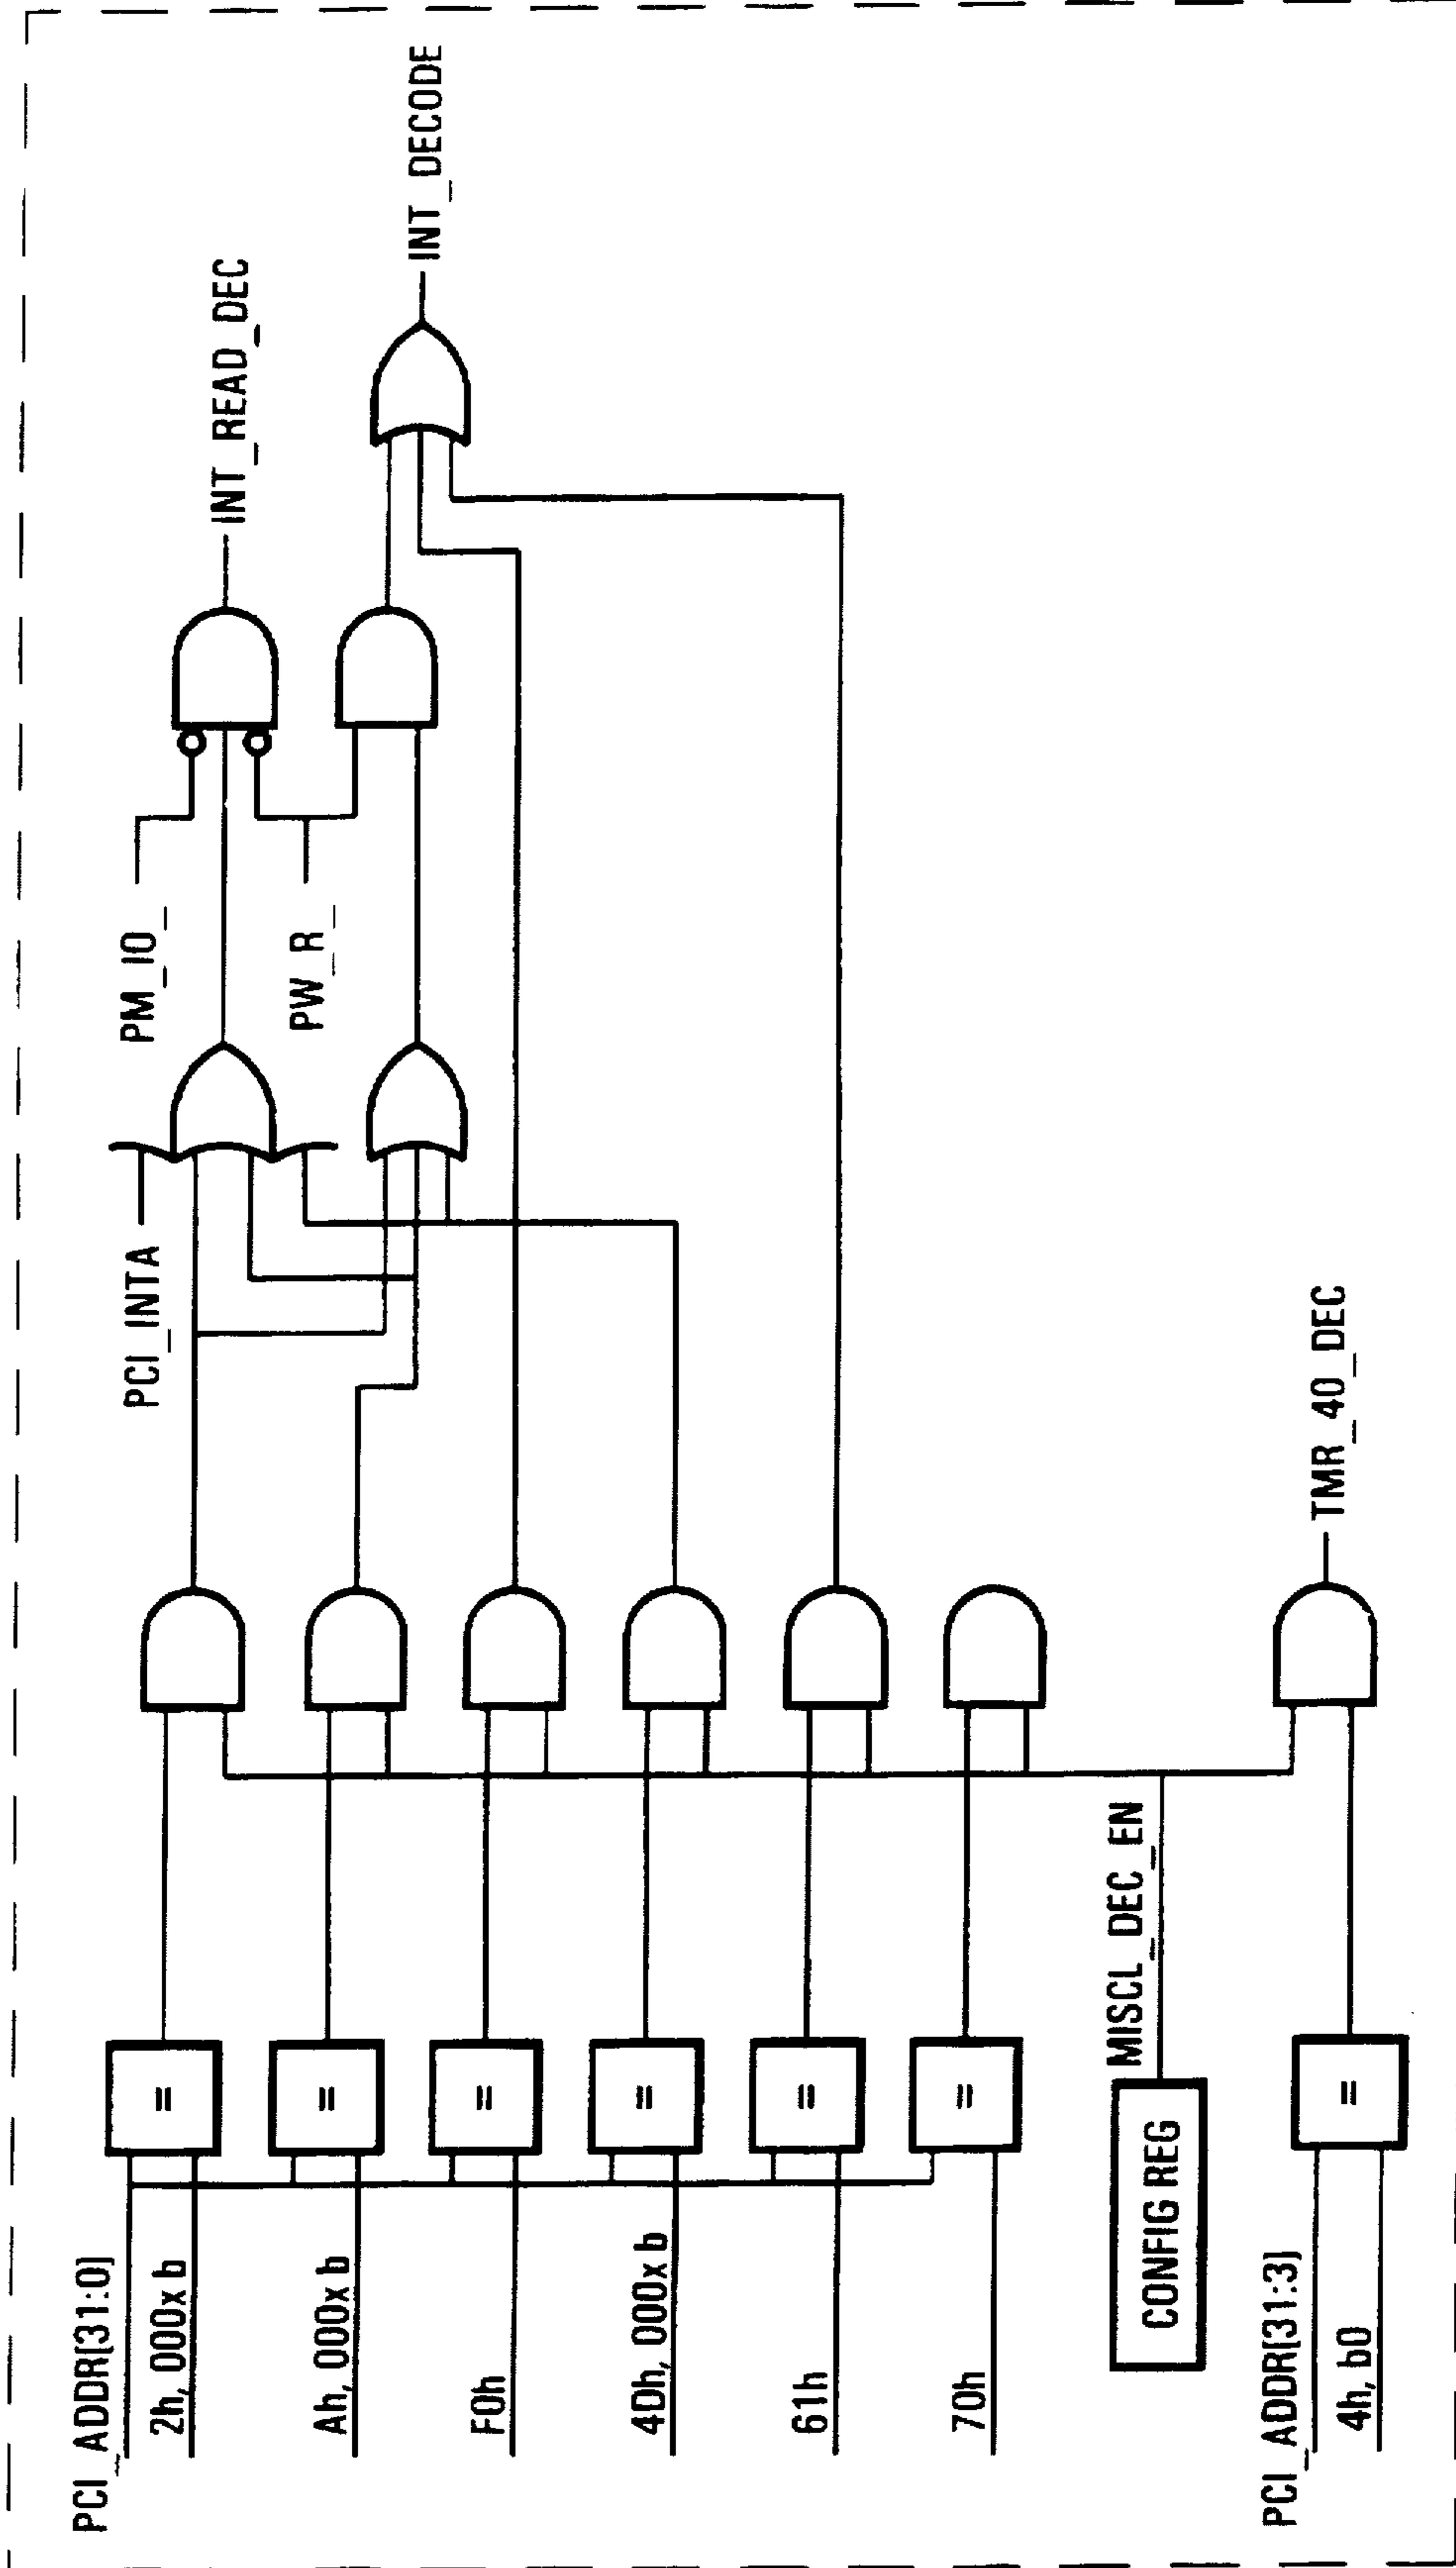 PCI_ADDR[31:0]
2h, 000x b
Ah, 000x b
F0h
4Dh, 000x b
61h
70h
CONFIG REG
PCI_ADDR[31:3]
4h, b0
=
=
=
=
=
=
=
MISCL_DEC_EN
PCI_INTA
PM_IO_
PW_R_
INT_READ_DEC
INT_DECODE
TMR_40_DEC